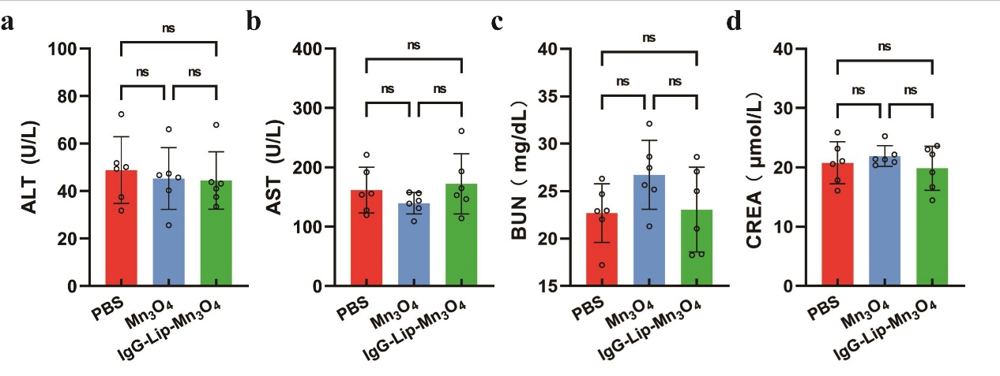 a
ns
ns
ns
ALT (U/L)
100
80
60
40
20
0
PBS
Mn₃O₄
IgG-Lip-Mn₃O₄
b
ns
ns
ns
AST (U/L)
400
300
200
100
0
PBS
Mn₃O₄
IgG-Lip-Mn₃O₄
c
ns
ns
ns
BUN （ mg/dL）
40
35
30
25
20
15
PBS
Mn₃O₄
IgG-Lip-Mn₃O₄
d
ns
ns
ns
CREA （ μmol/L）
40
30
20
10
0
PBS
Mn₃O₄
IgG-Lip-Mn₃O₄